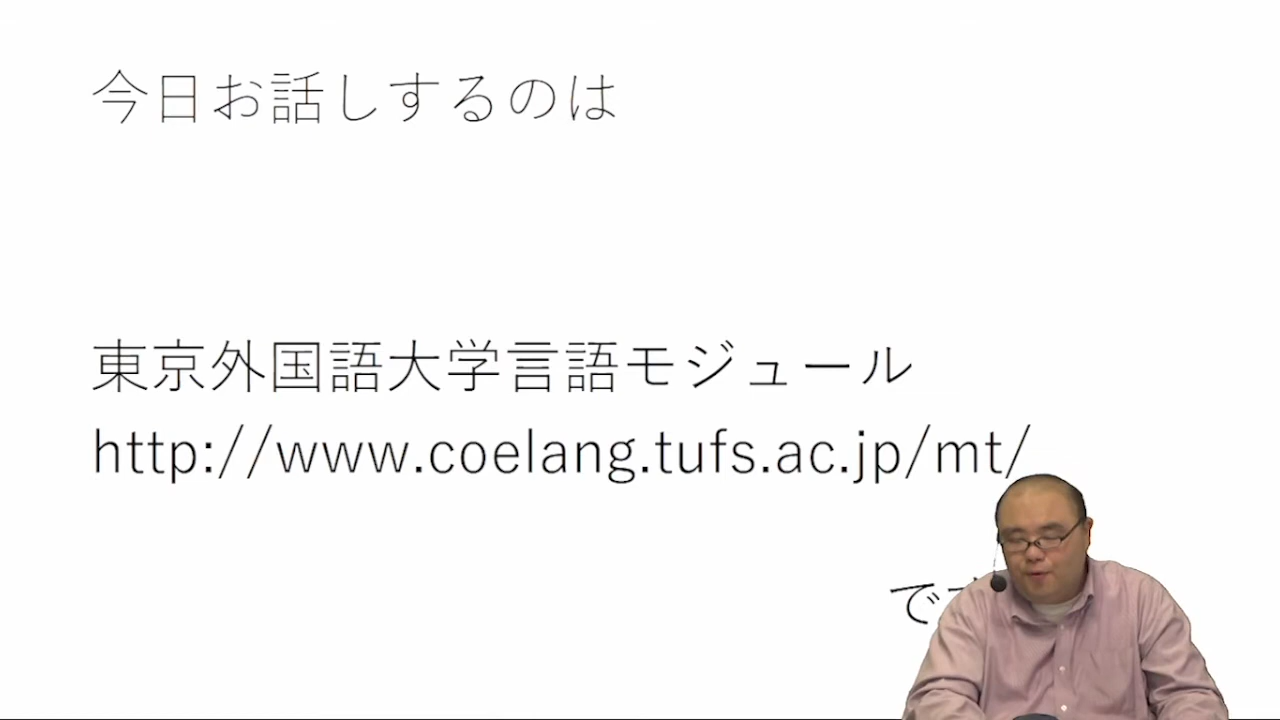 今日お話しするのは
東京外国語大学言語モジュール
http://www.coelang.tufs.ac.jp/mt/
で